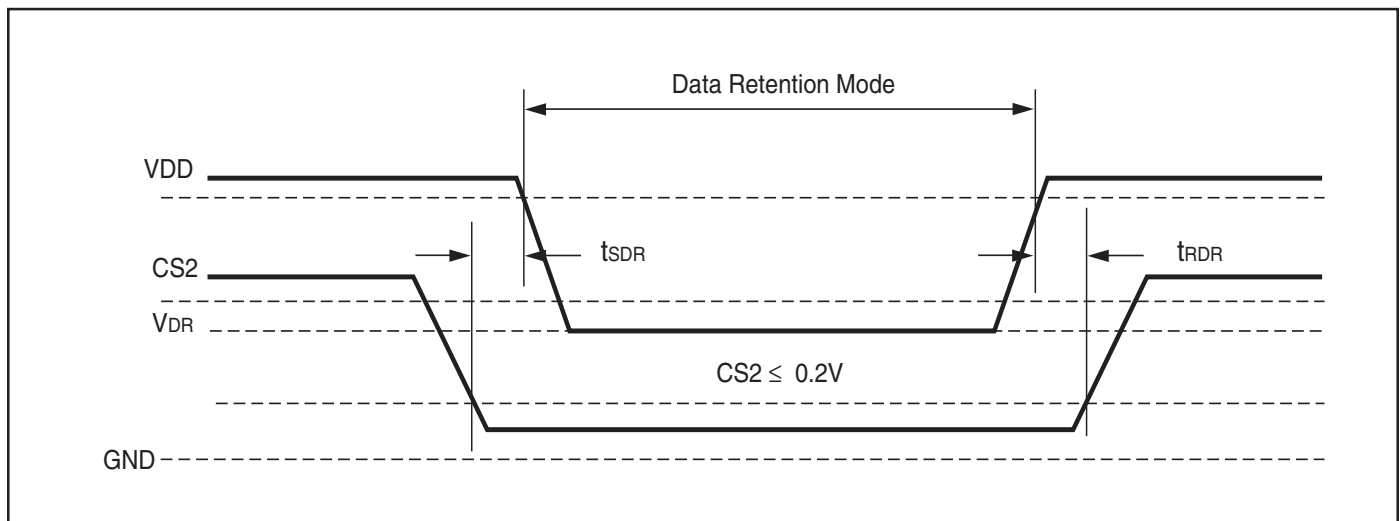 Data Retention Mode
VDD
tSDR
tRDR
CS2
VDR
CS2 ≤ 0.2V
GND